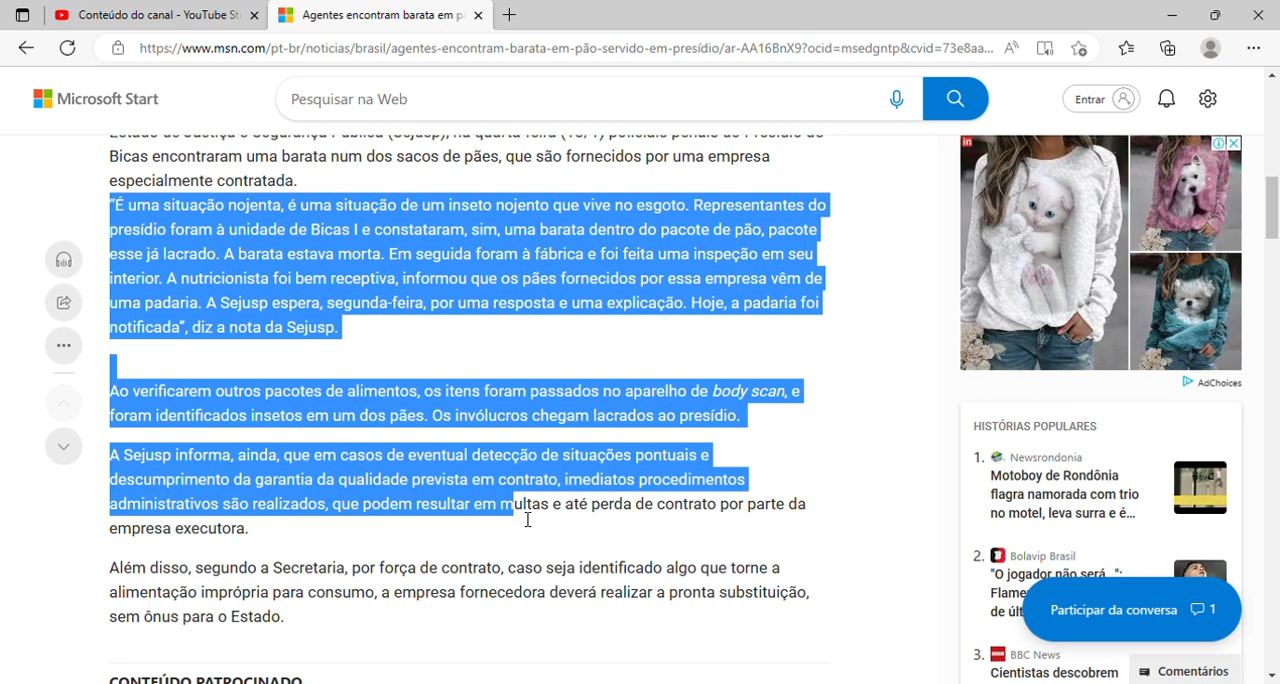 Conteúdo do canal - YouTube St
Agentes encontram barata em p
https://www.msn.com/pt-br/noticias/brasil/agentes-encontram-barata-em-pão-servido-em-presídio/ar-AA16BnX9?ocid=msedgntp&cvid=73e8aa...
Microsoft Start
Pesquisar na Web
Entrar
Bicas encontraram uma barata num dos sacos de pães, que são fornecidos por uma empresa
especialmente contratada.
"É uma situação nojenta, é uma situação de um inseto nojento que vive no esgoto. Representantes do
presídio foram à unidade de Bicas I e constataram, sim, uma barata dentro do pacote de pão, pacote
esse já lacrado. A barata estava morta. Em seguida foram à fábrica e foi feita uma inspeção em seu
interior. A nutricionista foi bem receptiva, informou que os pães fornecidos por essa empresa vêm de
uma padaria. A Sejusp espera, segunda-feira, por uma resposta e uma explicação. Hoje, a padaria foi
notificada”, diz a nota da Sejusp.
Ao verificarem outros pacotes de alimentos, os itens foram passados no aparelho de body scan, e
foram identificados insetos em um dos pães. Os invólucros chegam lacrados ao presídio.
A Sejusp informa, ainda, que em casos de eventual detecção de situações pontuais e
descumprimento da garantia da qualidade prevista em contrato, imediatos procedimentos
administrativos são realizados, que podem resultar em multas e até perda de contrato por parte da
empresa executora.
Além disso, segundo a Secretaria, por força de contrato, caso seja identificado algo que torne a
alimentação imprópria para consumo, a empresa fornecedora deverá realizar a pronta substituição,
sem ônus para o Estado.
CONTEÚDO PATROCINADO
in
AdChoices
HISTÓRIAS POPULARES
1. Newsrondonia
Motoboy de Rondônia
flagra namorada com trio
no motel, leva surra e é...
2. Bolavip Brasil
"O jogador não será
Flame
de últ
Participar da conversa 1
3. BBC News
Cientistas descobrem
Comentários